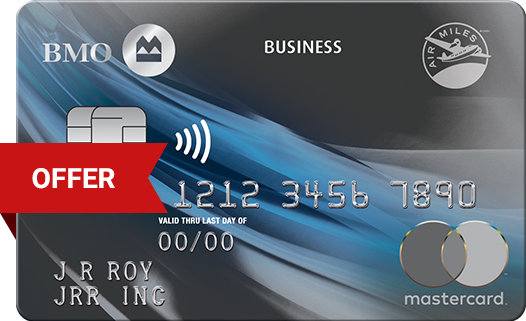 BMO
BUSINESS
AIR MILES
OFFER
1212 3456 7890
VALID THRU LAST DAY OF
00/00
J R ROY
JRR INC
mastercard